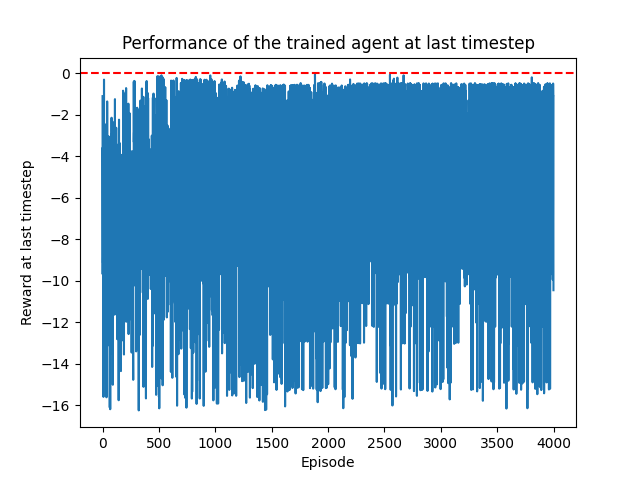 Performance of the trained agent at last timestep
Reward at last timestep
0
−2
−4
−6
−8
−10
−12
−14
−16
0 500 1000 1500 2000 2500 3000 3500 4000
Episode